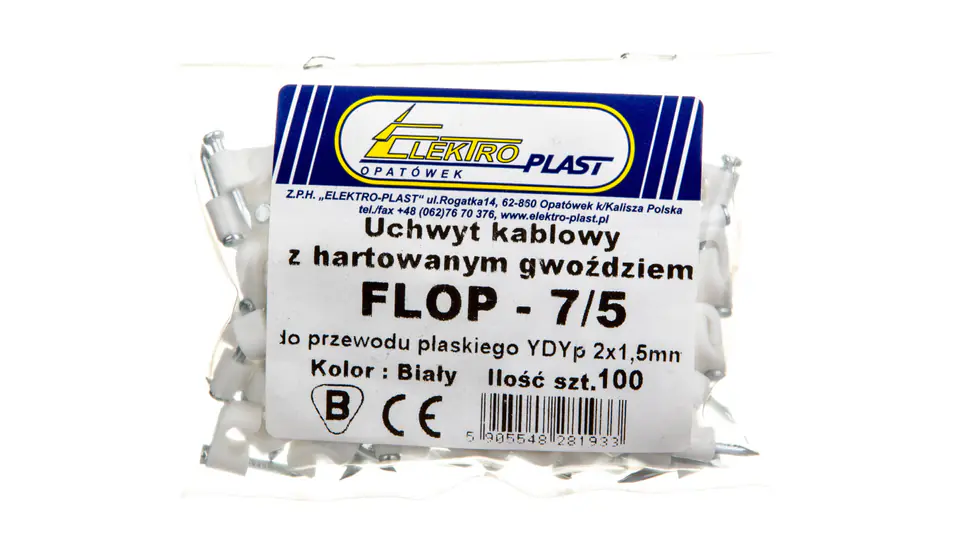 ELEKTRO PLAST
OPATÓWEK
Z.P.H. „ELEKTRO-PLAST" ul.Rogatka14, 62-850 Opatówek k/Kalisza Polska
tel./fax +48 (062)76 70 376, www.elektro-plast.pl
Uchwyt kablowy
z hartowanym gwoździem
FLOP - 7/5
do przewodu plaskiego YDYp 2x1,5mm
Kolor : Biały Ilość szt.100
B CE
5 905548 281933